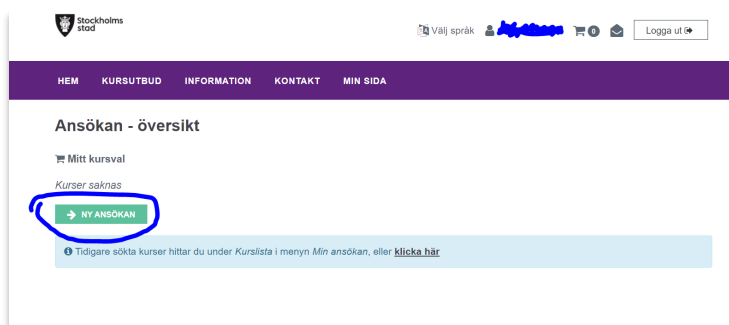 Stockholms
stad
Välj språk 0 Logga ut
HEM KURSUTBUD INFORMATION KONTAKT MIN SIDA
Ansökan - översikt
Mitt kursval
Kurser saknas
NY ANSÖKAN
Tidigare sökta kurser hittar du under Kurslista i menyn Min ansökan, eller klicka här